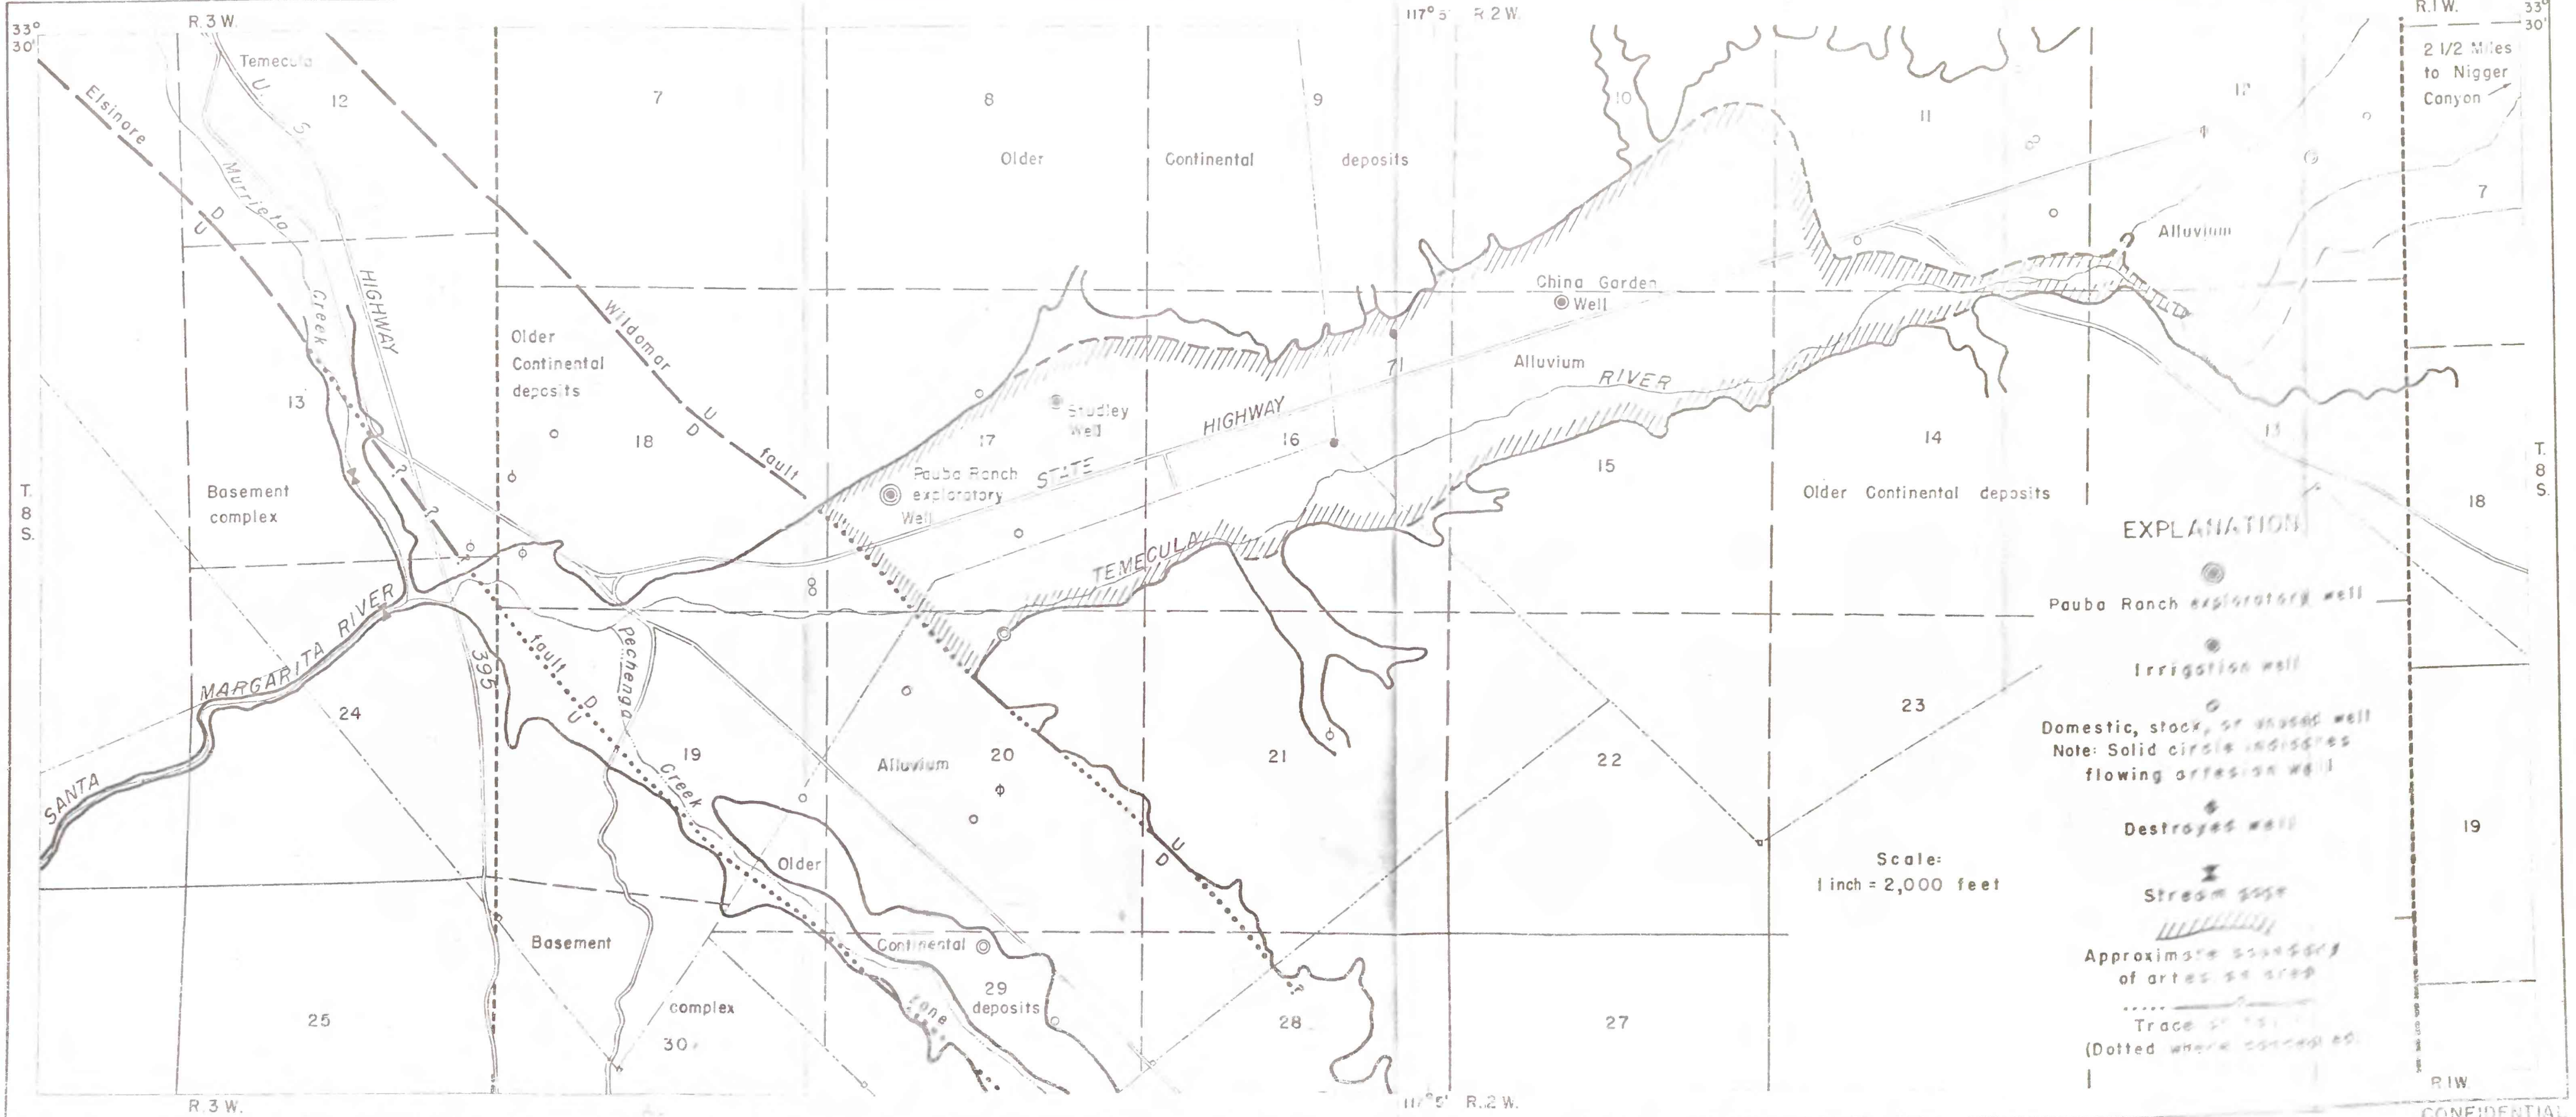 R. 3 W.
117° 5'
R. 2 W.
R. 1 W.
33°
30'
33°
30'
2 1/2 Miles
to Nigger
Canyon
Temecula
U. S.
HIGHWAY
395
Elsinore
D
U
Murrieta
Creek
12
7
8
9
10
11
12
7
Older
Continental
deposits
Alluvium
Wildomar
fault
U
D
Older
Continental
deposits
China Garden
Well
Alluvium
RIVER
STATE
HIGHWAY
71
Studley
Well
Pauba Ranch
exploratory
Well
13
18
17
16
15
14
13
18
Older Continental deposits
T.
8
S.
T.
8
S.
Basement
complex
?
?
?
TEMECULA
SANTA
MARGARITA
RIVER
fault
D
U
Pechenga
Creek
24
19
Alluvium
20
21
22
23
19
U
D
Older
Continental
29
deposits
zone
Basement
complex
25
30
28
27
?
Scale:
1 inch = 2,000 feet
EXPLANATION
Pauba Ranch exploratory well
Irrigation well
Domestic, stock, or unused well
Note: Solid circle indicates
flowing artesian well
Destroyed well
Stream gage
Approximate boundary
of artesian area
Trace of
(Dotted where concealed)
R. 3 W.
117° 5'
R. 2 W.
R. 1 W.
CONFIDENTIAL